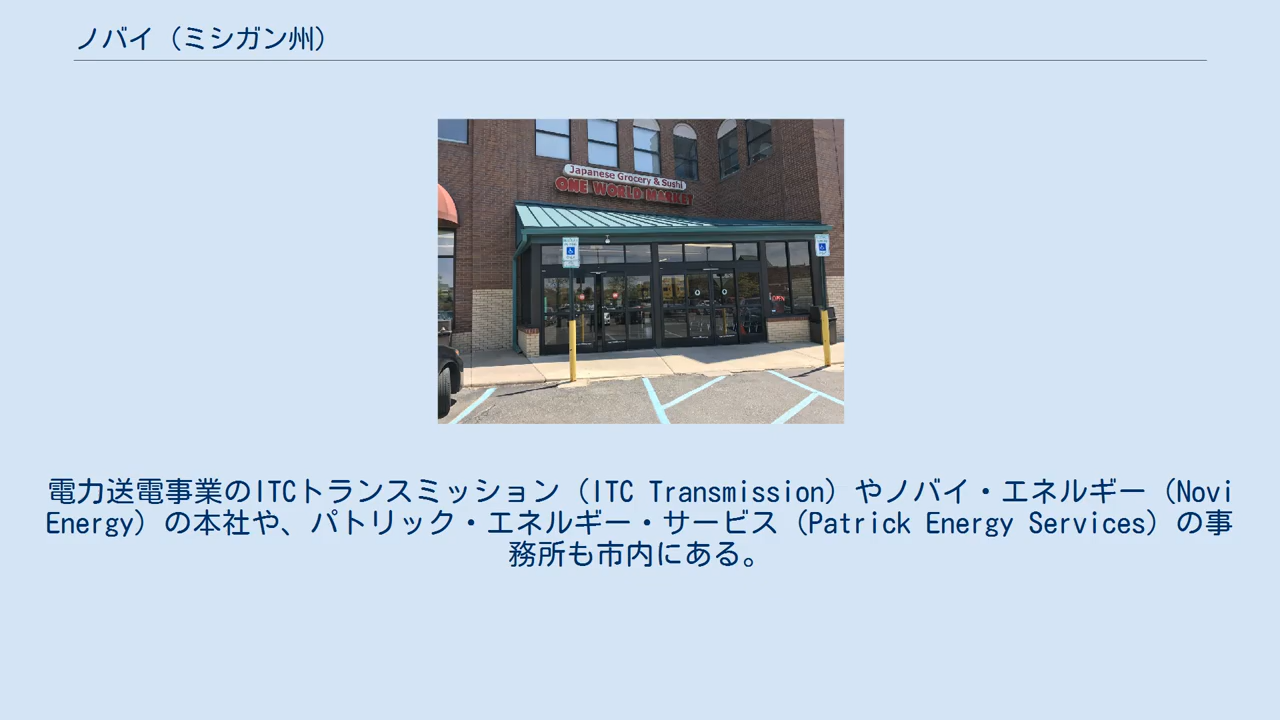 ノバイ（ミシガン州）
Japanese Grocery & Sushi
ONE WORLD MARKET
OPEN
電力送電事業のITCトランスミッション（ITC Transmission）やノバイ・エネルギー（Novi
Energy）の本社や、パトリック・エネルギー・サービス（Patrick Energy Services）の事
務所も市内にある。